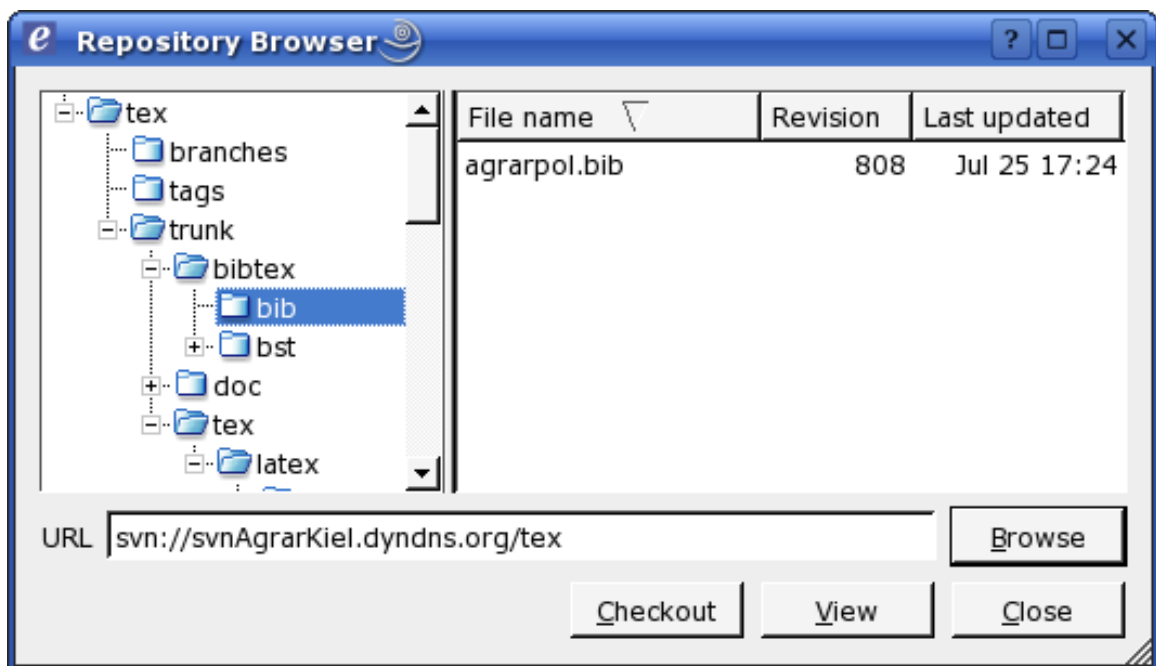 e Repository Browser ?
tex
branches
tags
trunk
bibtex
bib
bst
doc
tex
latex
File name Revision Last updated
agrarpol.bib 808 Jul 25 17:24
URL svn://svnAgrarKiel.dyndns.org/tex Browse
Checkout View Close